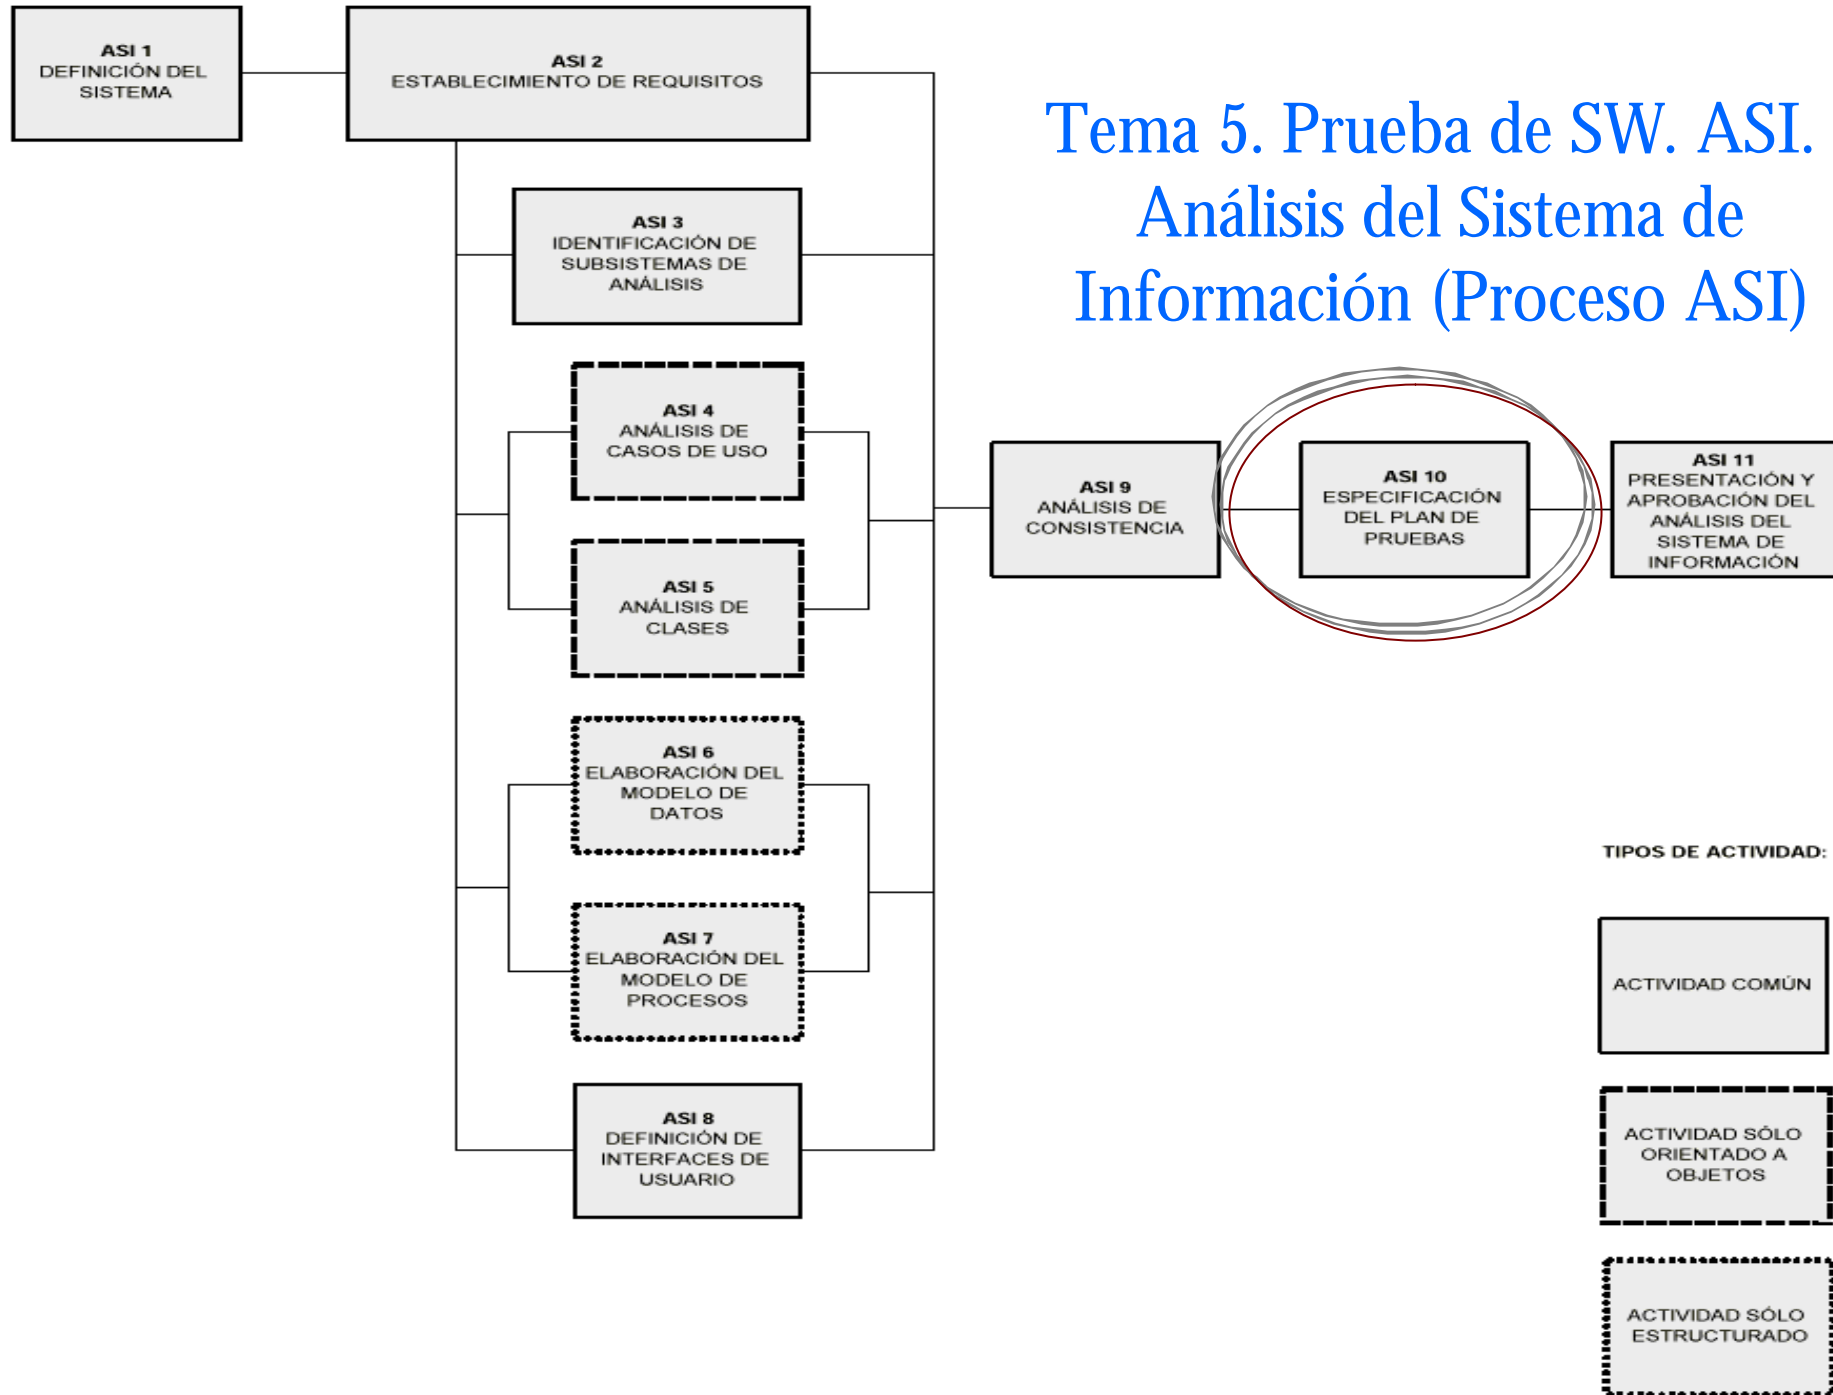 ASI 1
DEFINICIÓN DEL
SISTEMA
ASI 2
ESTABLECIMIENTO DE REQUISITOS
Tema 5. Prueba de SW. ASI.
Análisis del Sistema de
Información (Proceso ASI)
ASI 3
IDENTIFICACIÓN DE
SUBSISTEMAS DE
ANÁLISIS
ASI 4
ANÁLISIS DE
CASOS DE USO
ASI 5
ANÁLISIS DE
CLASES
ASI 6
ELABORACIÓN DEL
MODELO DE
DATOS
ASI 7
ELABORACIÓN DEL
MODELO DE
PROCESOS
ASI 8
DEFINICIÓN DE
INTERFACES DE
USUARIO
ASI 9
ANÁLISIS DE
CONSISTENCIA
ASI 10
ESPECIFICACIÓN
DEL PLAN DE
PRUEBAS
ASI 11
PRESENTACIÓN Y
APROBACIÓN DEL
ANÁLISIS DEL
SISTEMA DE
INFORMACIÓN
TIPOS DE ACTIVIDAD:
ACTIVIDAD COMÚN
ACTIVIDAD SÓLO
ORIENTADO A
OBJETOS
ACTIVIDAD SÓLO
ESTRUCTURADO